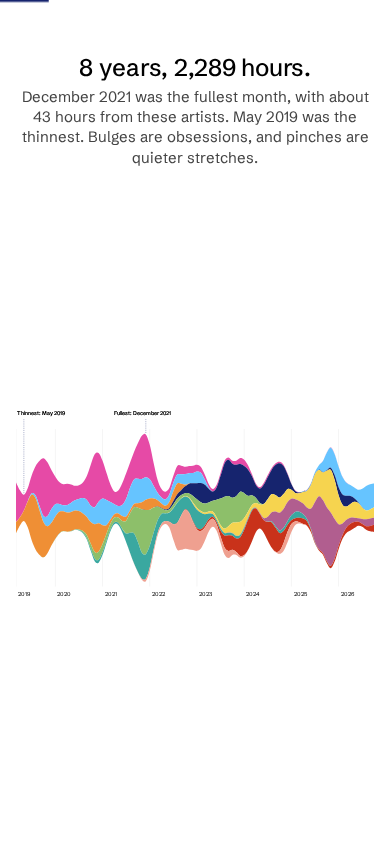 8 years, 2,289 hours.
December 2021 was the fullest month, with about
43 hours from these artists. May 2019 was the
thinnest. Bulges are obsessions, and pinches are
quieter stretches.
Thinnest: May 2019 Fullest: December 2021
2019 2020 2021 2022 2023 2024 2025 2026